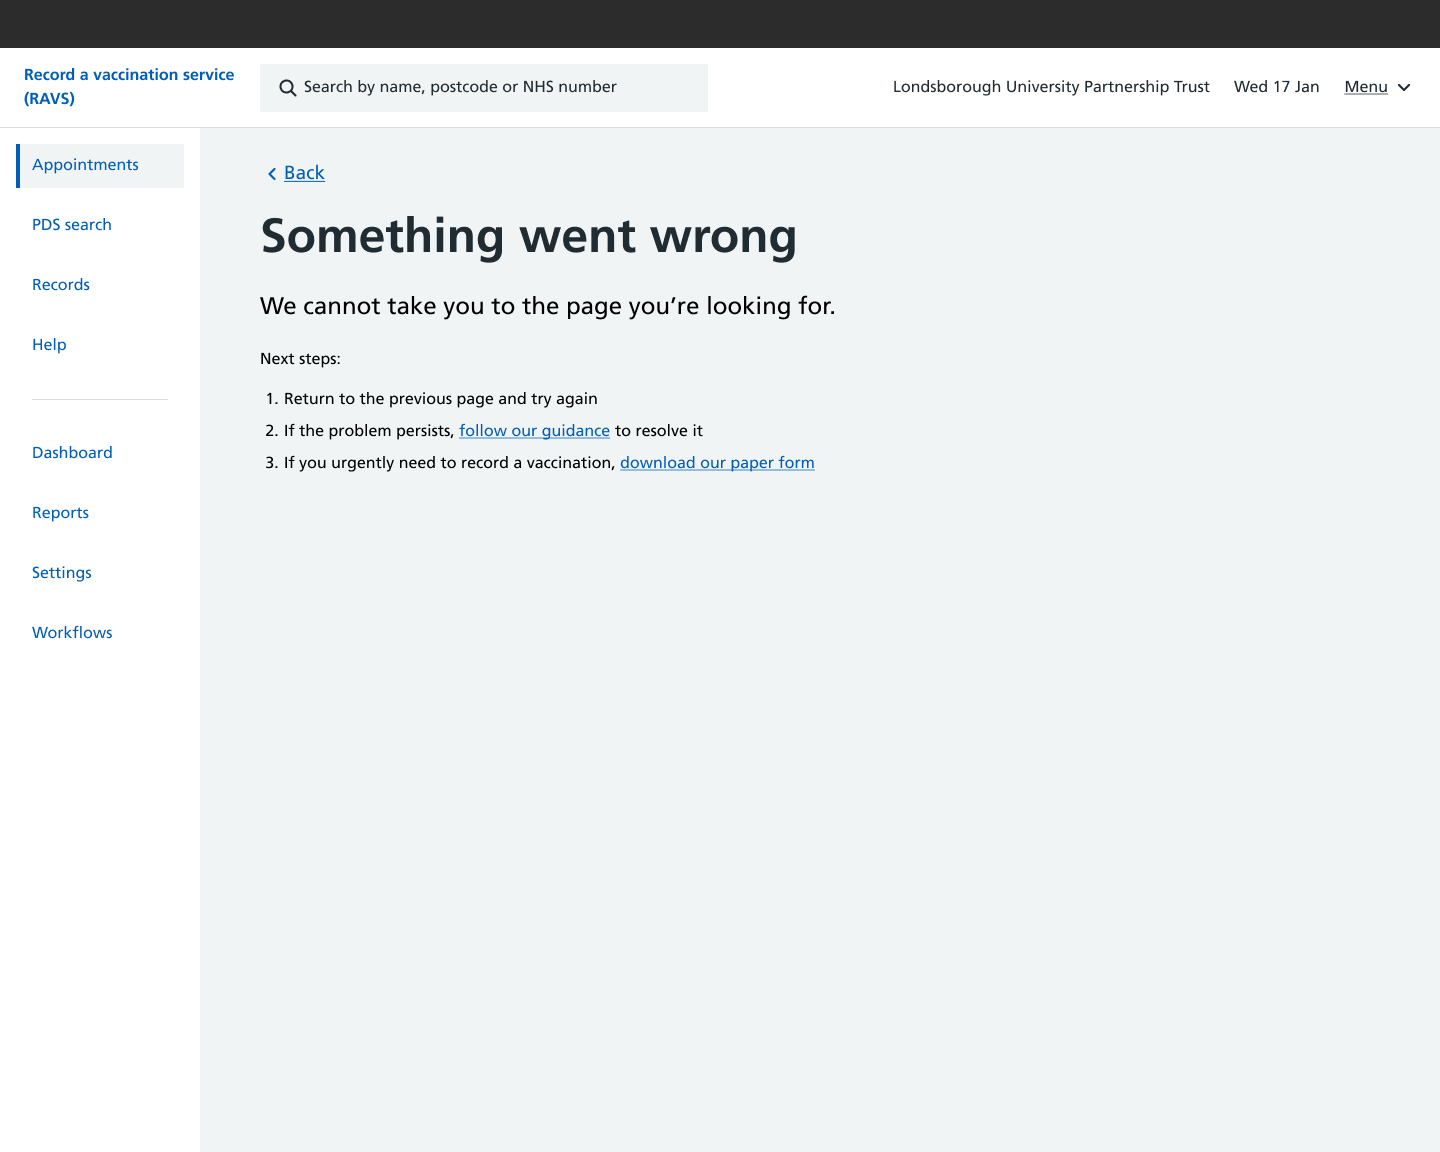 Record a vaccination service
(RAVS)
Search by name, postcode or NHS number
Londsborough University Partnership Trust
Wed 17 Jan
Menu
Appointments
PDS search
Records
Help
Dashboard
Reports
Settings
Workflows
Back
Something went wrong
We cannot take you to the page you’re looking for.
Next steps:
1. Return to the previous page and try again
2. If the problem persists, follow our guidance to resolve it
3. If you urgently need to record a vaccination, download our paper form